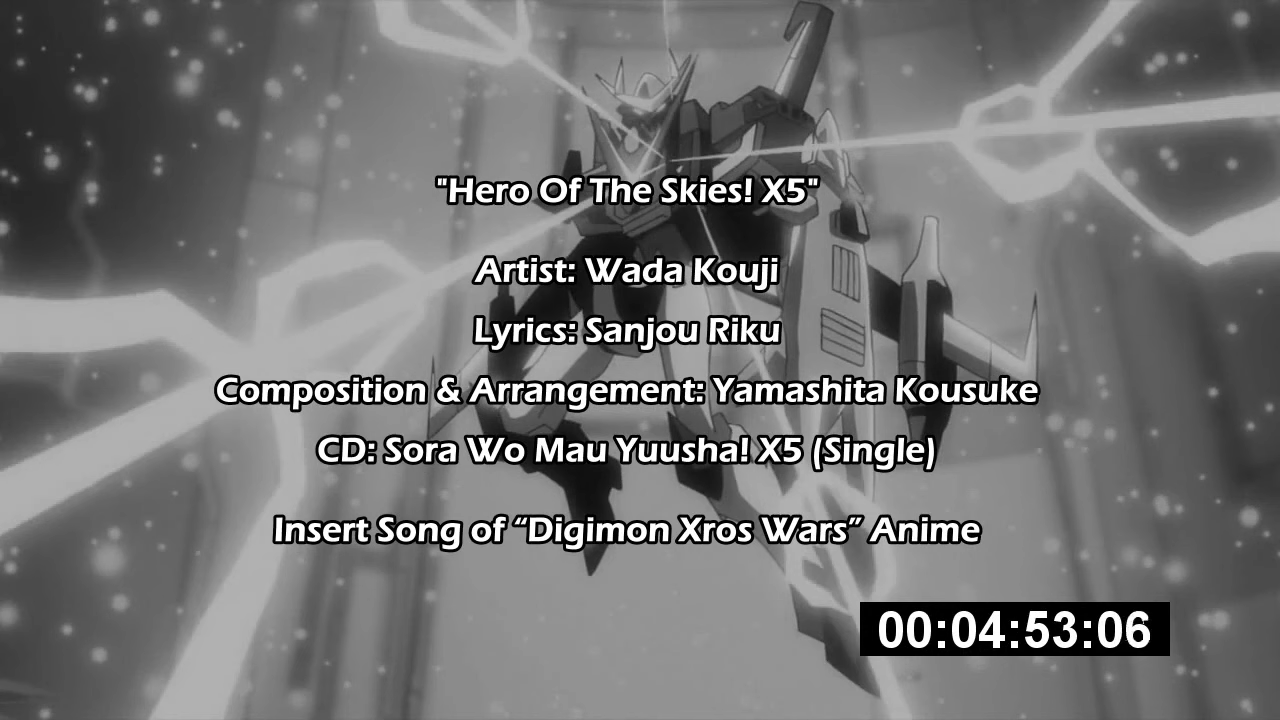 "Hero Of The Skies! X5"
Artist: Wada Kouji
Lyrics: Sanjou Riku
Composition & Arrangement: Yamashita Kousuke
CD: Sora Wo Mau Yuusha! X5 (Single)
Insert Song of “Digimon Xros Wars” Anime
00:04:53:06